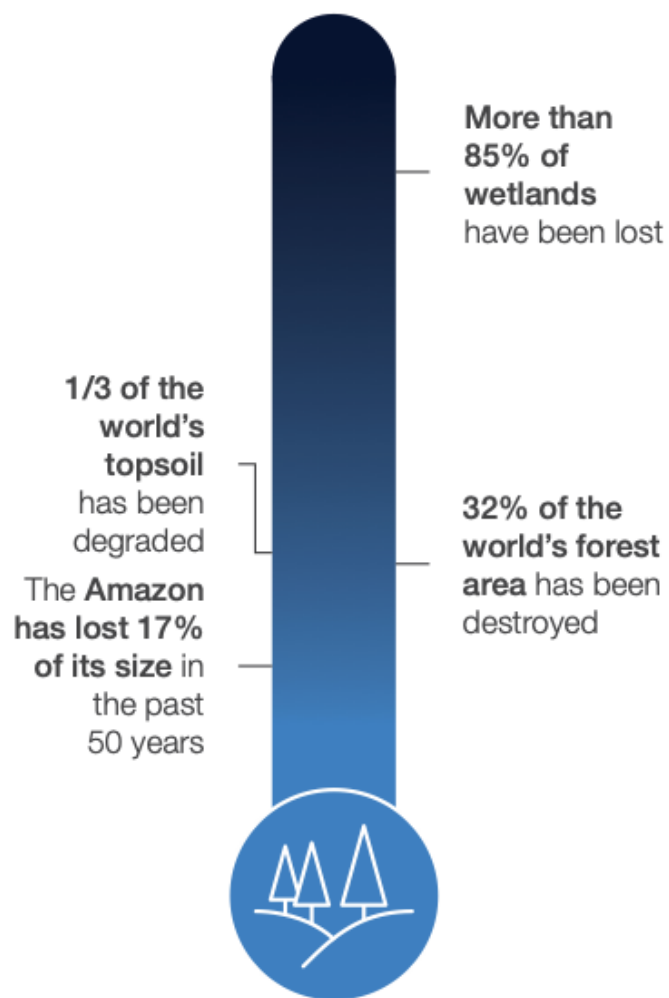 More than
85% of
wetlands
have been lost
1/3 of the
world’s
topsoil
has been
degraded
32% of the
world’s forest
area has been
destroyed
The Amazon
has lost 17%
of its size in
the past
50 years